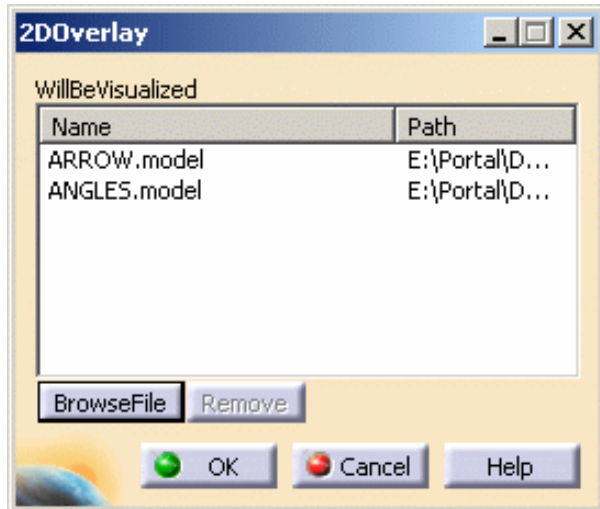 2DOverlay
WillBeVisualized
Name Path
ARROW.model E:\Portal\D...
ANGLES.model E:\Portal\D...
BrowseFile Remove
OK Cancel Help